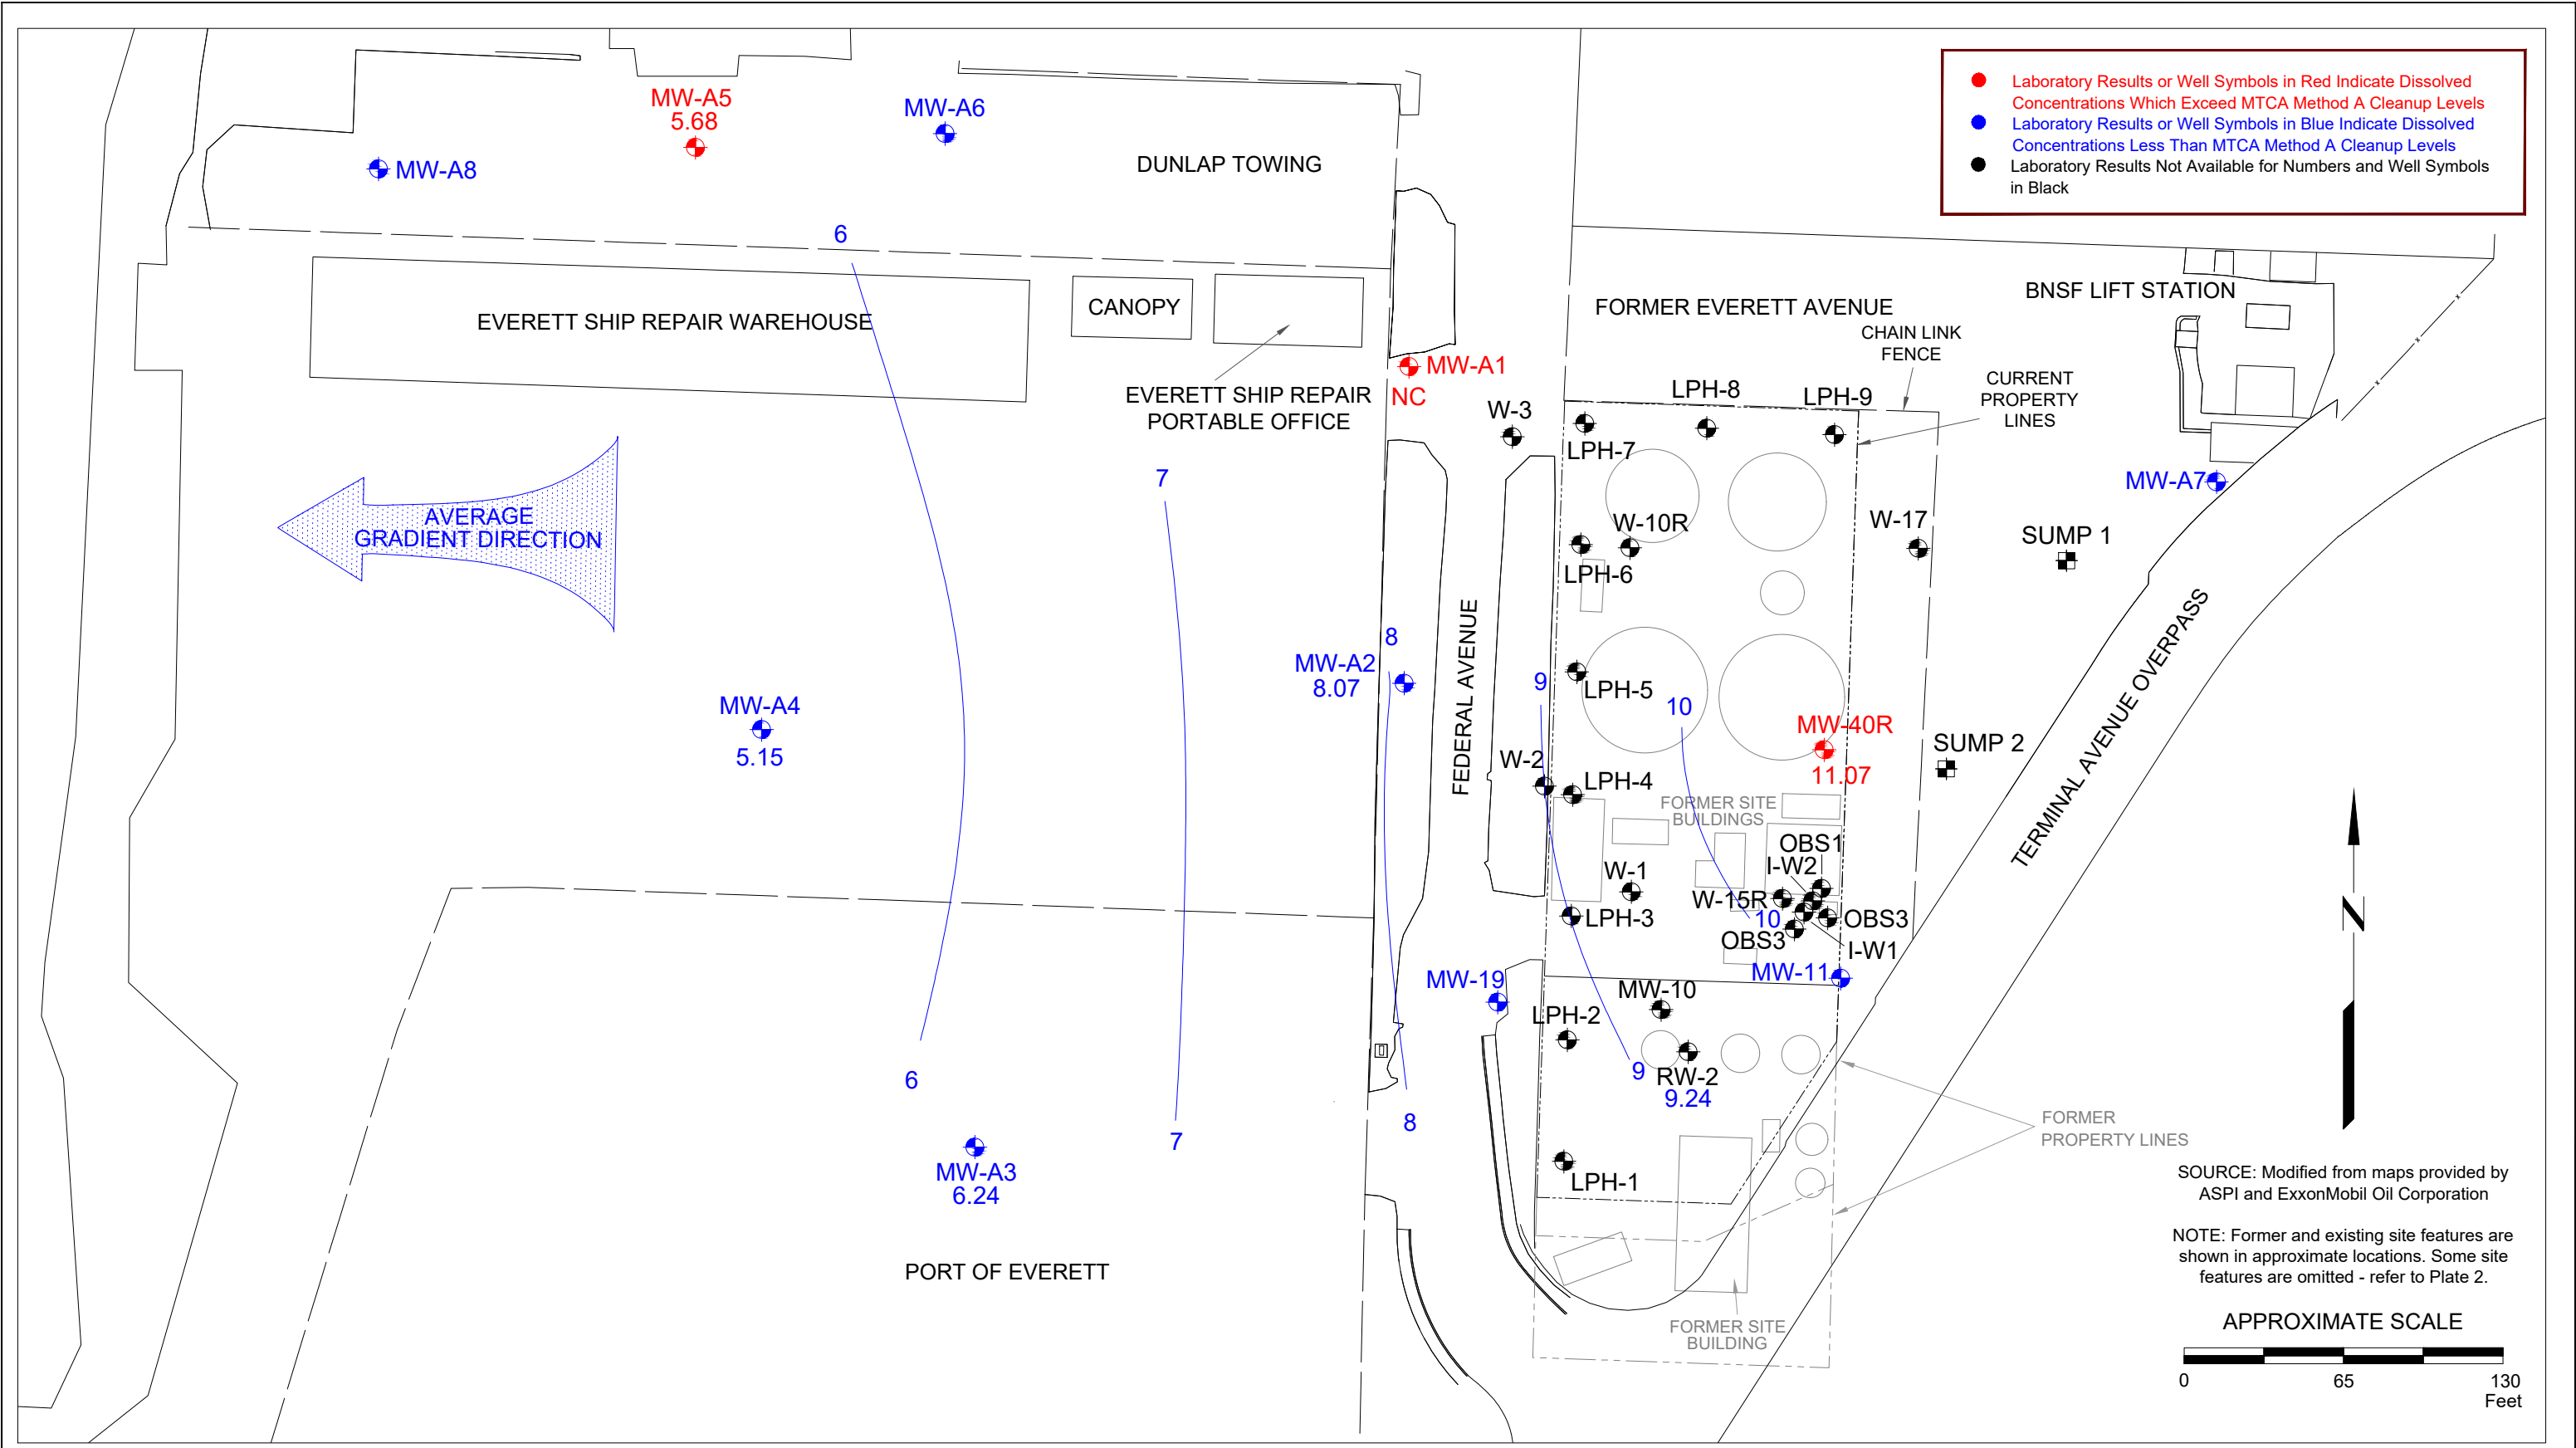 Laboratory Results or Well Symbols in Red Indicate Dissolved
Concentrations Which Exceed MTCA Method A Cleanup Levels
Laboratory Results or Well Symbols in Blue Indicate Dissolved
Concentrations Less Than MTCA Method A Cleanup Levels
Laboratory Results Not Available for Numbers and Well Symbols
in Black
MW-A5
5.68
MW-A6
MW-A8
DUNLAP TOWING
6
EVERETT SHIP REPAIR WAREHOUSE
CANOPY
EVERETT SHIP REPAIR
PORTABLE OFFICE
FORMER EVERETT AVENUE
BNSF LIFT STATION
CHAIN LINK
FENCE
CURRENT
PROPERTY
LINES
MW-A1
NC
W-3
LPH-7
LPH-8
LPH-9
7
AVERAGE
GRADIENT DIRECTION
MW-A7
W-10R
LPH-6
W-17
SUMP 1
8
MW-A2
8.07
FEDERAL AVENUE
9
LPH-5
10
MW-A4
5.15
MW-40R
11.07
SUMP 2
TERMINAL AVENUE OVERPASS
W-2
LPH-4
FORMER SITE
BUILDINGS
OBS1
I-W2
W-1
W-15R
LPH-3
10
OBS3
OBS3
I-W1
MW-19
MW-11
MW-10
LPH-2
9
RW-2
9.24
6
8
7
MW-A3
6.24
LPH-1
FORMER
PROPERTY LINES
N
PORT OF EVERETT
FORMER SITE
BUILDING
SOURCE: Modified from maps provided by
ASPI and ExxonMobil Oil Corporation
NOTE: Former and existing site features are
shown in approximate locations. Some site
features are omitted - refer to Plate 2.
APPROXIMATE SCALE
0 65 130
Feet